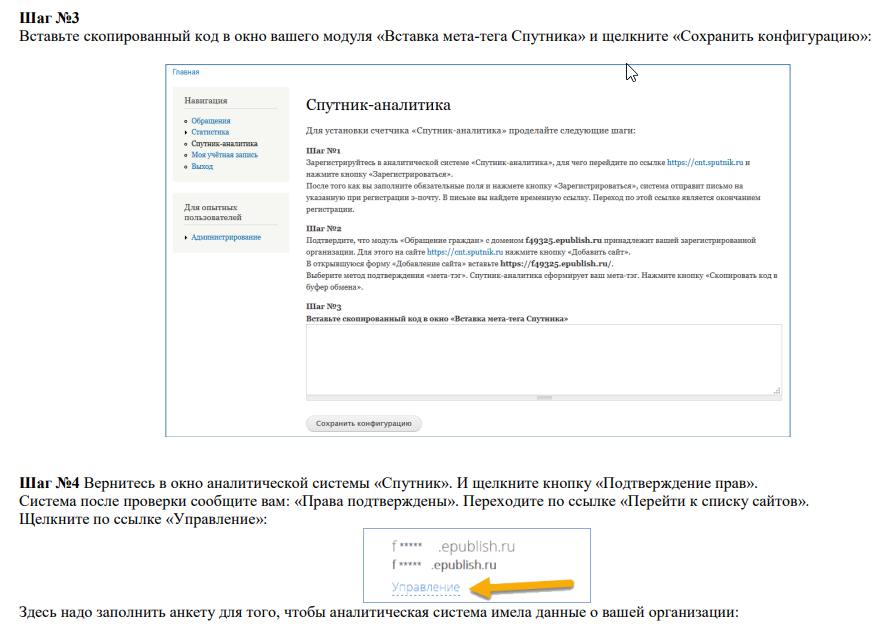 Шаг №3
Вставьте скопированный код в окно вашего модуля «Вставка мета-тега Спутника» и щелкните «Сохранить конфигурацию»:
Главная
Навигация
Обращения
Статистика
Спутник-аналитика
Моя учётная запись
Выход
Для опытных
пользователей
Администрирование
Спутник-аналитика
Для установки счетчика «Спутник-аналитика» проделайте следующие шаги:
Шаг №1
Зарегистрируйтесь в аналитической системе «Спутник-аналитика», для чего перейдите по ссылке https://cnt.sputnik.ru и
нажмите кнопку «Зарегистрироваться».
После того как вы заполните обязательные поля и нажмете кнопку «Зарегистрироваться», система отправит письмо на
указанную при регистрации э-почту. В письме вы найдете временную ссылку. Переход по этой ссылке является окончанием
регистрации.
Шаг №2
Подтвердите, что модуль «Обращение граждан» с доменом f49325.epublish.ru принадлежит вашей зарегистрированной
организации. Для этого на сайте https://cnt.sputnik.ru нажмите кнопку «Добавить сайт».
В открывшуюся форму «Добавление сайта» вставьте https://f49325.epublish.ru/.
Выберите метод подтверждения «мета-тэг». Спутник-аналитика сформирует ваш мета-тэг. Нажмите кнопку «Скопировать код в
буфер обмена».
Шаг №3
Вставьте скопированный код в окно «Вставка мета-тега Спутника»
Сохранить конфигурацию
Шаг №4 Вернитесь в окно аналитической системы «Спутник». И щелкните кнопку «Подтверждение прав».
Система после проверки сообщите вам: «Права подтверждены». Переходите по ссылке «Перейти к списку сайтов».
Щелкните по ссылке «Управление»:
f ***** .epublish.ru
f ***** .epublish.ru
Управление
Здесь надо заполнить анкету для того, чтобы аналитическая система имела данные о вашей организации: